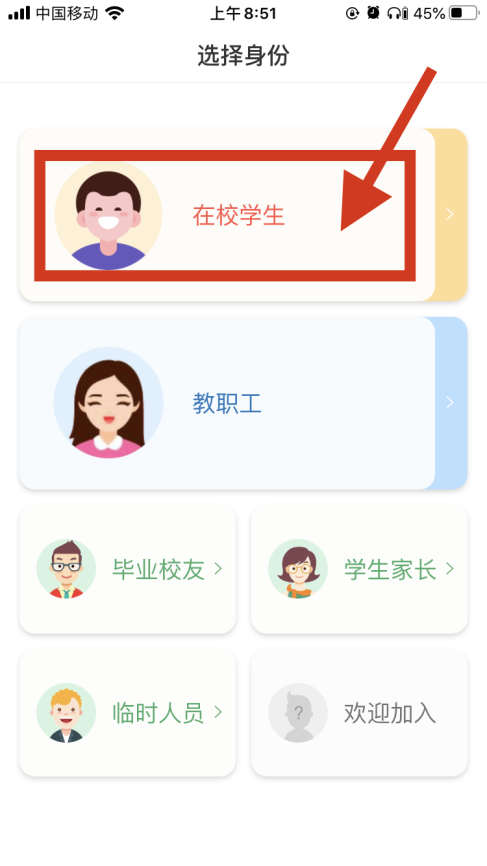 中国移动 上午 8:51 45%
选择身份
在校学生
教职工
毕业校友
学生家长
临时人员
?
欢迎加入